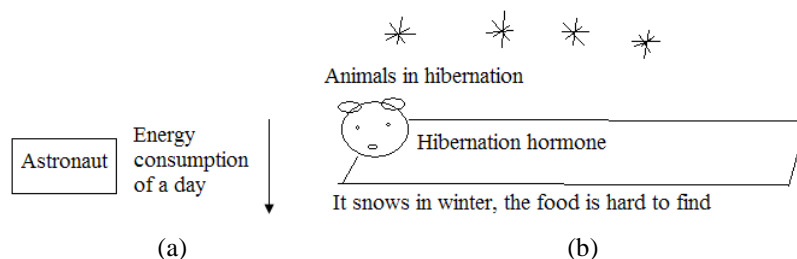 Animals in hibernation
Astronaut
Energy
consumption
of a day
Hibernation hormone
It snows in winter, the food is hard to find
(a)
(b)